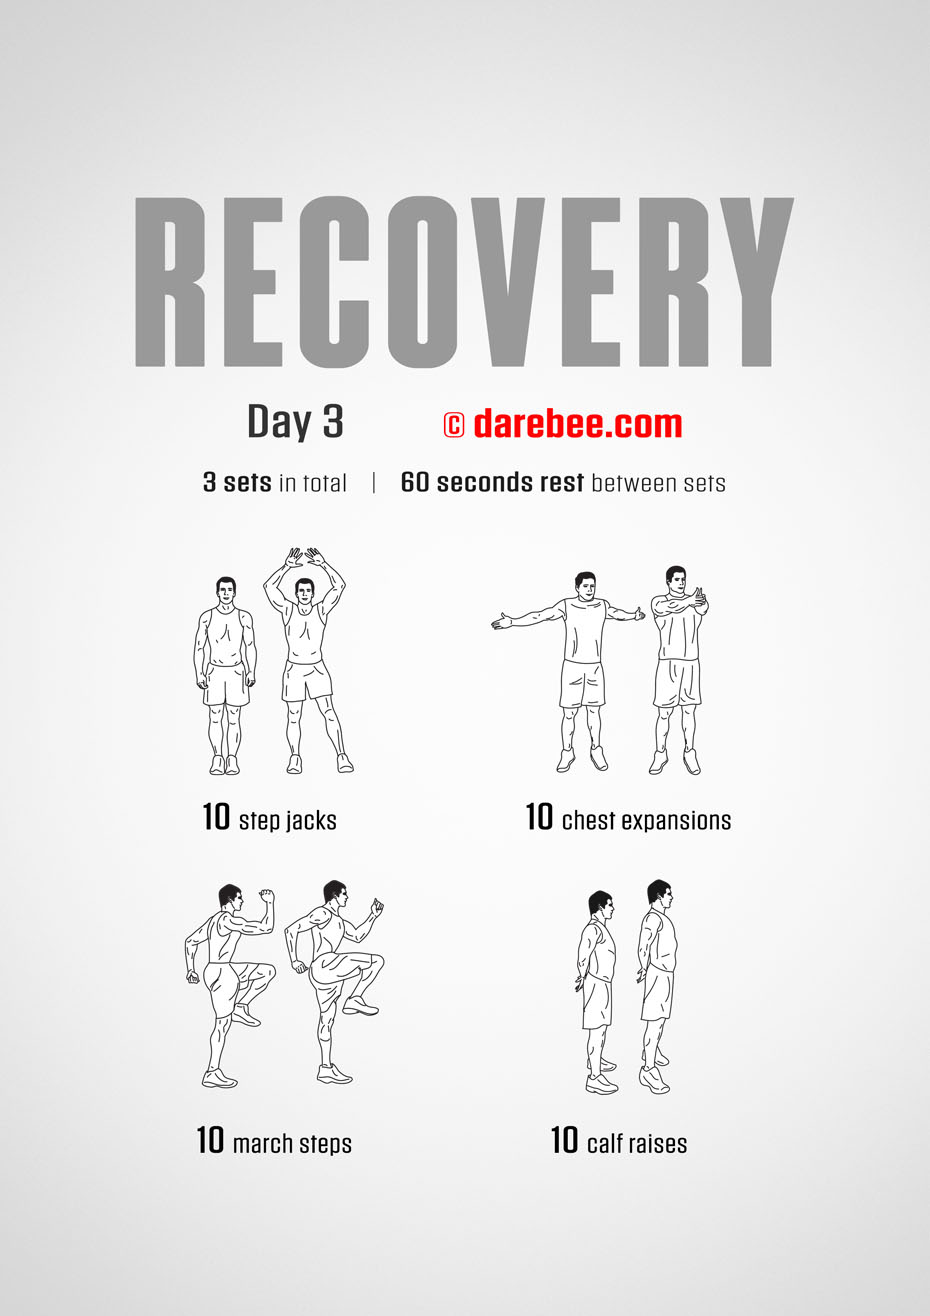 RECOVERY
Day 3 © darebee.com
3 sets in total | 60 seconds rest between sets
10 step jacks
10 chest expansions
10 march steps
10 calf raises